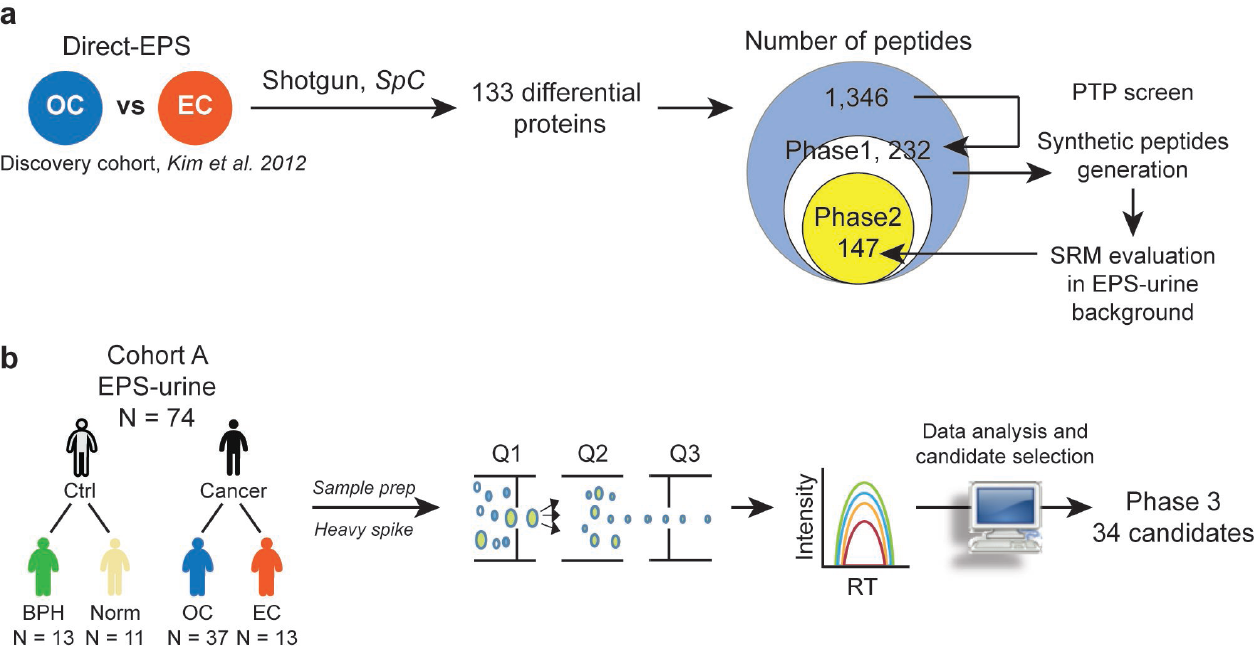 a
Direct-EPS
OC vs EC
Discovery cohort, Kim et al. 2012
Shotgun, SpC
133 differential
proteins
Number of peptides
1,346
Phase1, 232
Phase2
147
PTP screen
Synthetic peptides
generation
SRM evaluation
in EPS-urine
background
b
Cohort A
EPS-urine
N = 74
Ctrl
Cancer
BPH
N = 13
Norm
N = 11
OC
N = 37
EC
N = 13
Sample prep
Heavy spike
Q1
Q2
Q3
Intensity
RT
Data analysis and
candidate selection
Phase 3
34 candidates